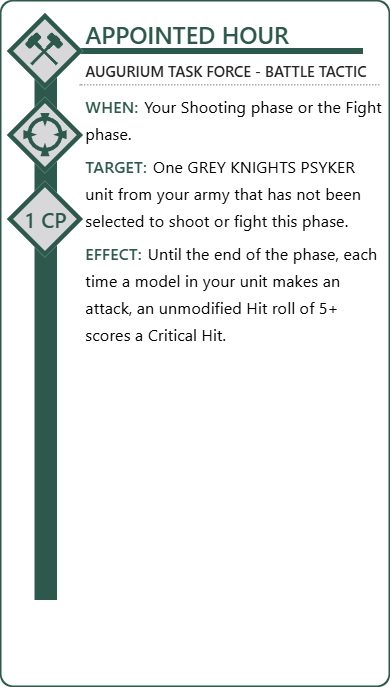 APPOINTED HOUR
AUGURIUM TASK FORCE - BATTLE TACTIC
WHEN: Your Shooting phase or the Fight
phase.
TARGET: One GREY KNIGHTS PSYKER
unit from your army that has not been
1 CP
selected to shoot or fight this phase.
EFFECT: Until the end of the phase, each
time a model in your unit makes an
attack, an unmodified Hit roll of 5+
scores a Critical Hit.